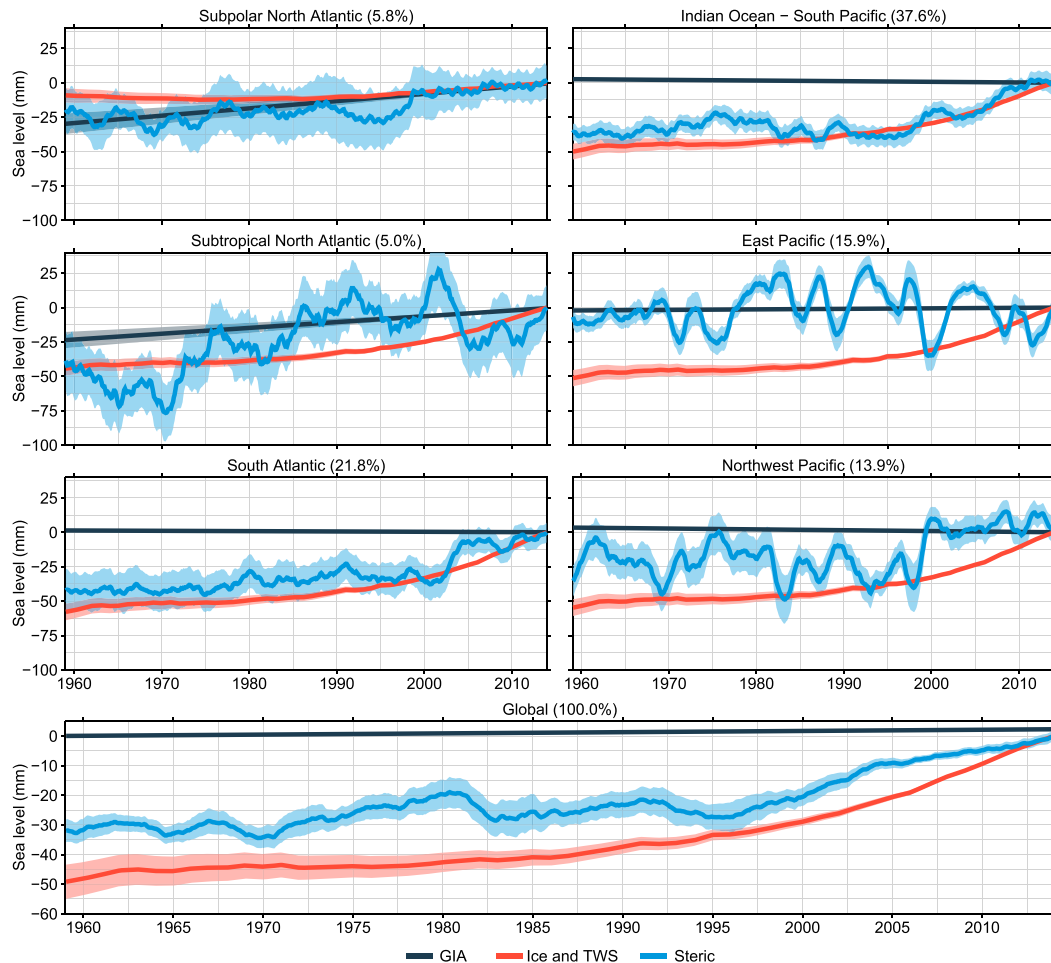 Subpolar North Atlantic (5.8%)
Indian Ocean − South Pacific (37.6%)
Sea level (mm)
25
0
−25
−50
−75
−100
Subtropical North Atlantic (5.0%)
East Pacific (15.9%)
Sea level (mm)
25
0
−25
−50
−75
−100
South Atlantic (21.8%)
Northwest Pacific (13.9%)
Sea level (mm)
25
0
−25
−50
−75
−100
1960 1970 1980 1990 2000 2010
1960 1970 1980 1990 2000 2010
Global (100.0%)
Sea level (mm)
0
−10
−20
−30
−40
−50
−60
1960 1965 1970 1975 1980 1985 1990 1995 2000 2005 2010
GIA Ice and TWS Steric